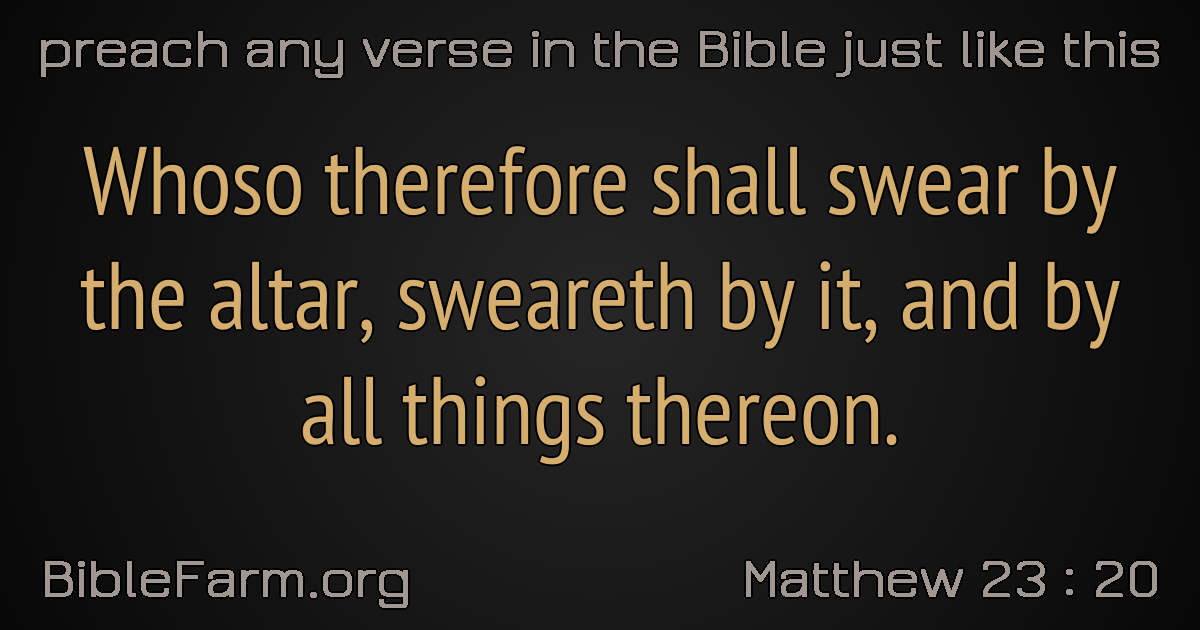 preach any verse in the Bible just like this
Whoso therefore shall swear by
the altar, sweareth by it, and by
all things thereon.
BibleFarm.org
Matthew 23 : 20